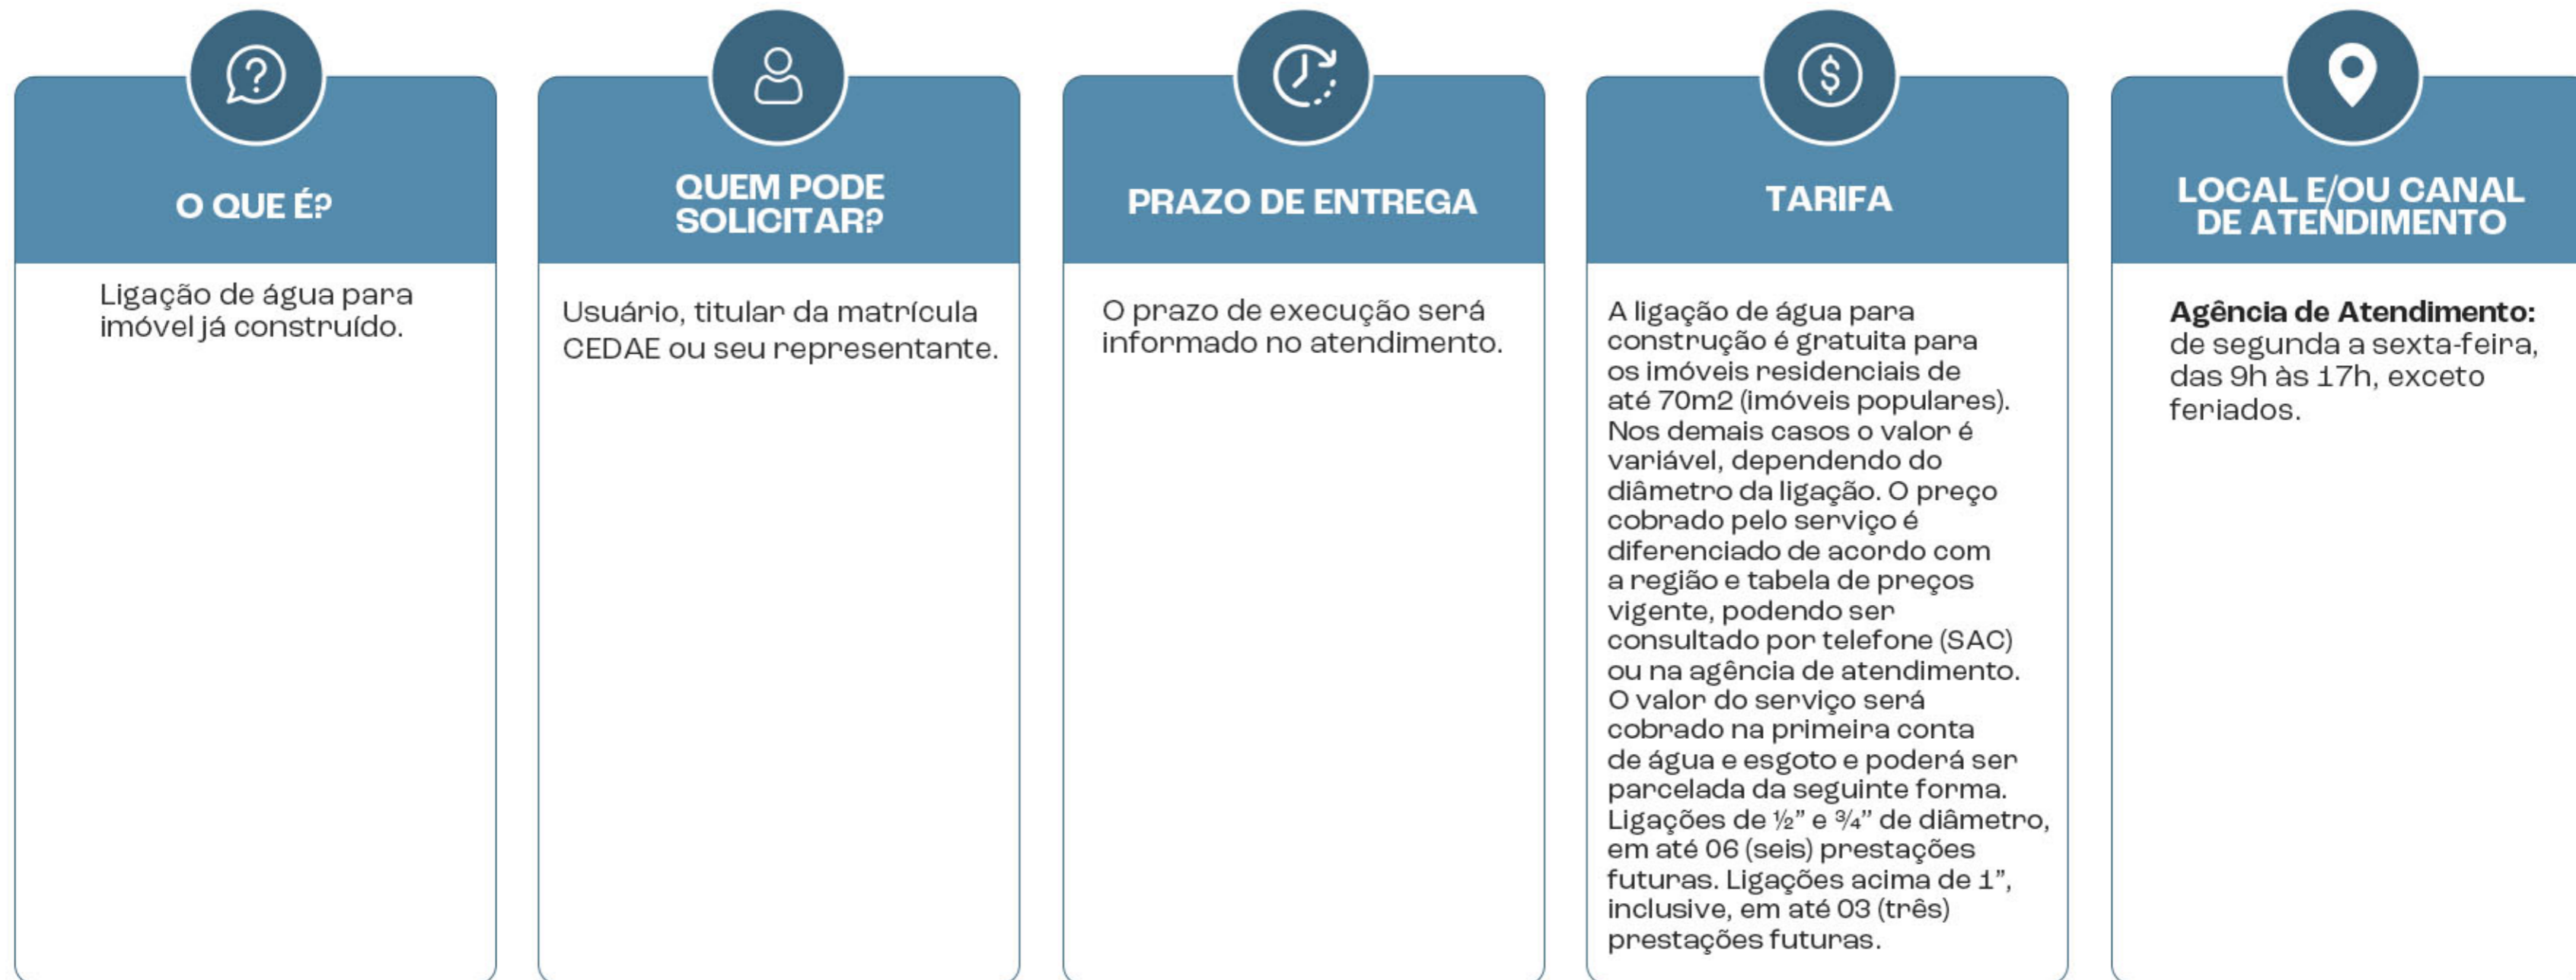 O QUE É?
Ligação de água para
imóvel já construído.
QUEM PODE
SOLICITAR?
Usuário, titular da matrícula
CEDAE ou seu representante.
PRAZO DE ENTREGA
O prazo de execução será
informado no atendimento.
TARIFA
A ligação de água para
construção é gratuita para
os imóveis residenciais de
até 70m2 (imóveis populares).
Nos demais casos o valor é
variável, dependendo do
diâmetro da ligação. O preço
cobrado pelo serviço é
diferenciado de acordo com
a região e tabela de preços
vigente, podendo ser
consultado por telefone (SAC)
ou na agência de atendimento.
O valor do serviço será
cobrado na primeira conta
de água e esgoto e poderá ser
parcelada da seguinte forma.
Ligações de ½” e ¾” de diâmetro,
em até 06 (seis) prestações
futuras. Ligações acima de 1”,
inclusive, em até 03 (três)
prestações futuras.
LOCAL E/OU CANAL
DE ATENDIMENTO
Agência de Atendimento:
de segunda a sexta-feira,
das 9h às 17h, exceto
feriados.